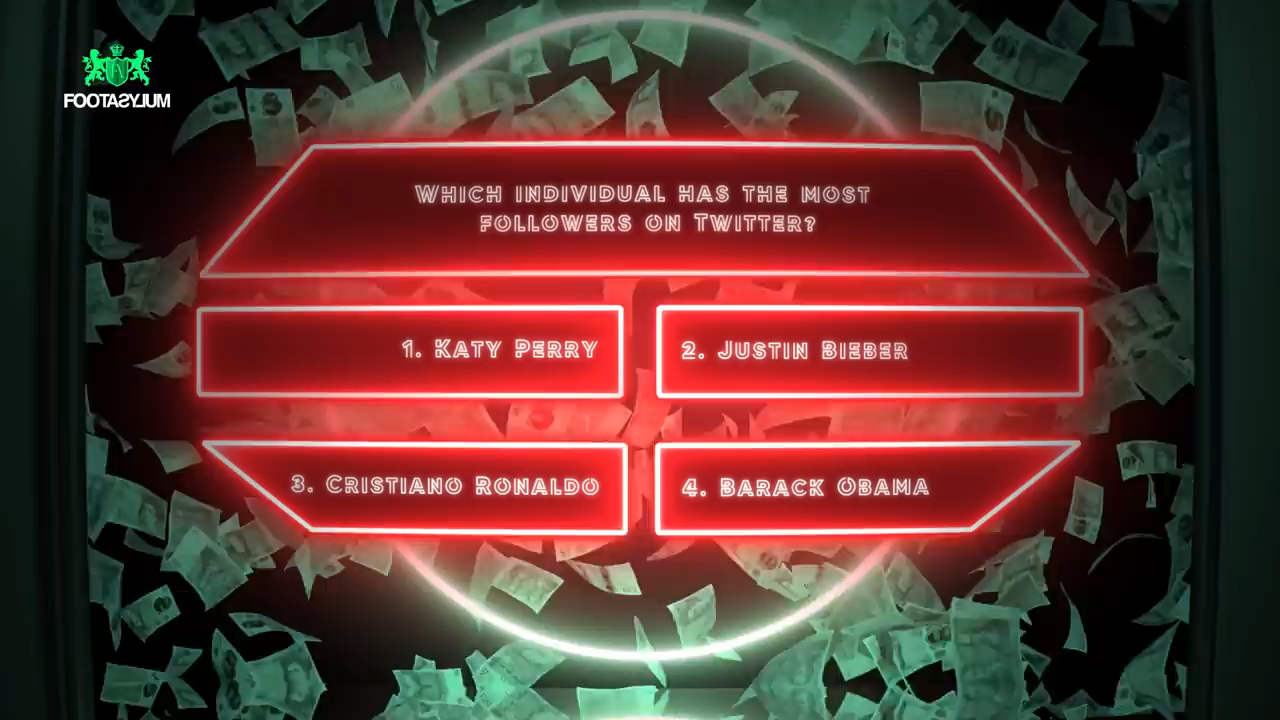 FOOTASYLUM
Which individual has the most
followers on Twitter?
1. Katy Perry
2. Justin Bieber
3. Cristiano Ronaldo
4. Barack Obama